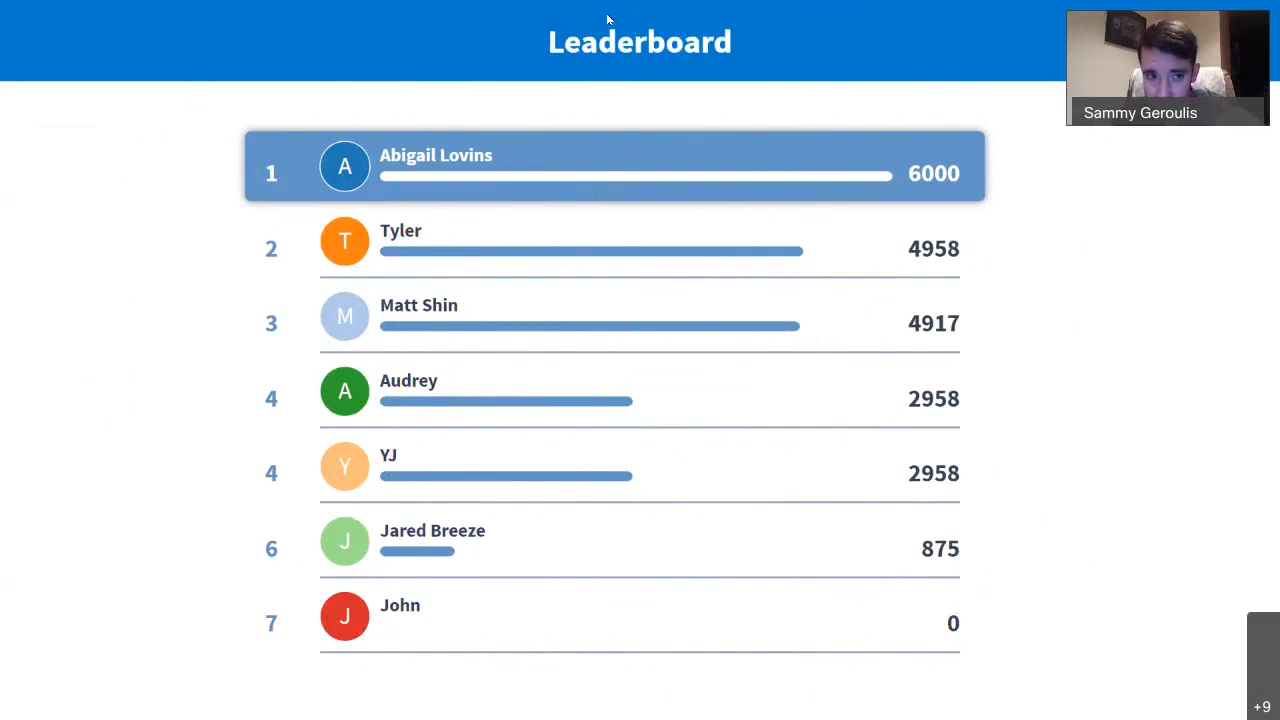 Leaderboard
Sammy Geroulis
1
A
Abigail Lovins
6000
2
T
Tyler
4958
3
M
Matt Shin
4917
4
A
Audrey
2958
4
Y
YJ
2958
6
J
Jared Breeze
875
7
J
John
0
+9